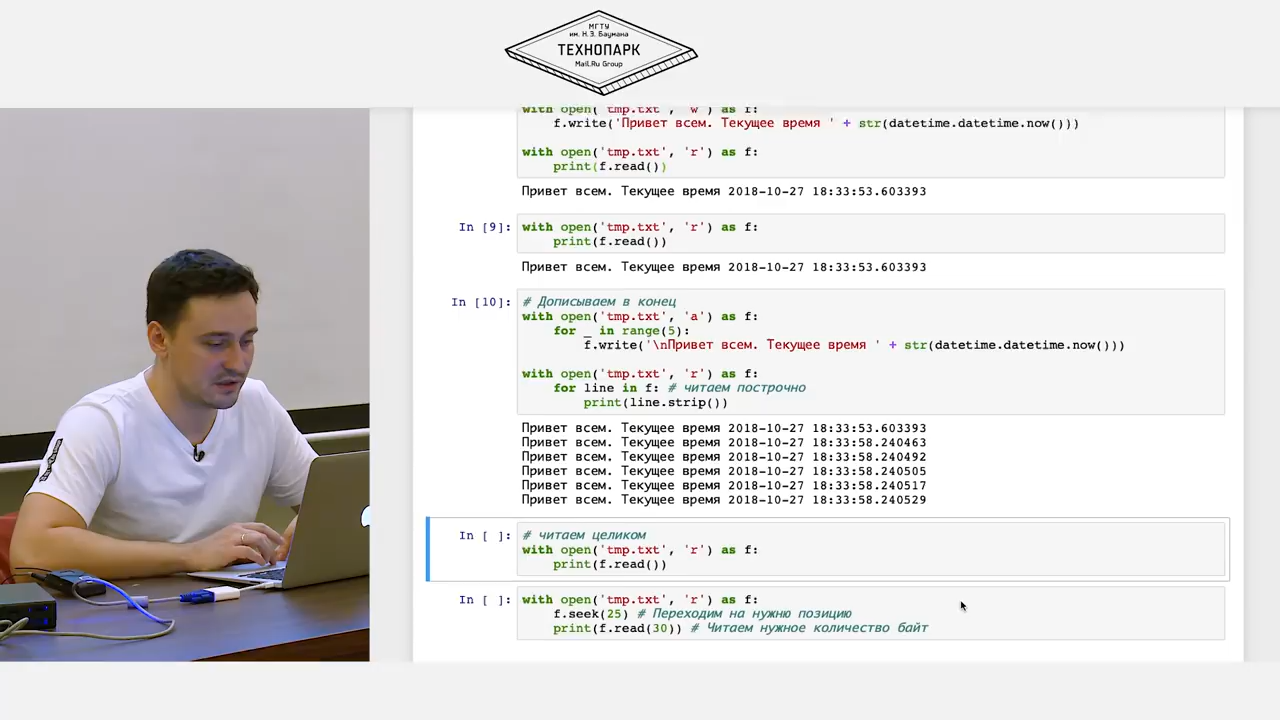 МГТУ
им. Н.Э. Баумана
ТЕХНОПАРК
Mail.Ru Group
with open('tmp.txt', 'w') as f:
f.write('Привет всем. Текущее время ' + str(datetime.datetime.now()))
with open('tmp.txt', 'r') as f:
print(f.read())
Привет всем. Текущее время 2018-10-27 18:33:53.603393
In [9]: with open('tmp.txt', 'r') as f:
print(f.read())
Привет всем. Текущее время 2018-10-27 18:33:53.603393
In [10]: # Дописываем в конец
with open('tmp.txt', 'a') as f:
for _ in range(5):
f.write('\nПривет всем. Текущее время ' + str(datetime.datetime.now()))
with open('tmp.txt', 'r') as f:
for line in f: # читаем построчно
print(line.strip())
Привет всем. Текущее время 2018-10-27 18:33:53.603393
Привет всем. Текущее время 2018-10-27 18:33:58.240463
Привет всем. Текущее время 2018-10-27 18:33:58.240492
Привет всем. Текущее время 2018-10-27 18:33:58.240505
Привет всем. Текущее время 2018-10-27 18:33:58.240517
Привет всем. Текущее время 2018-10-27 18:33:58.240529
In [ ]: # читаем целиком
with open('tmp.txt', 'r') as f:
print(f.read())
In [ ]: with open('tmp.txt', 'r') as f:
f.seek(25) # Переходим на нужню позицию
print(f.read(30)) # Читаем нужное количество байт